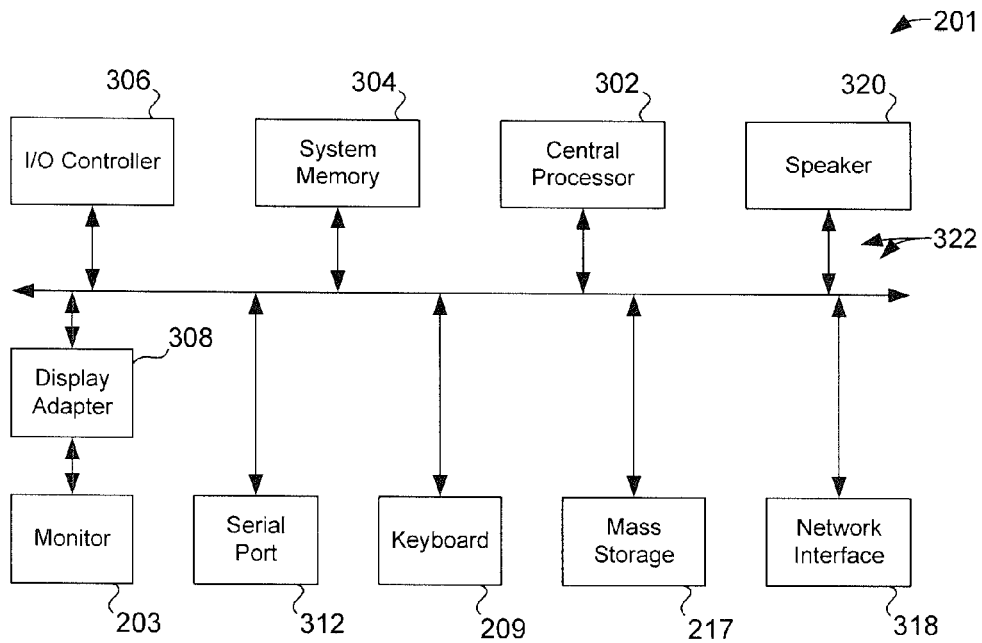 201
306
304
302
320
I/O Controller
System
Memory
Central
Processor
Speaker
322
308
Display
Adapter
Monitor
Serial
Port
Keyboard
Mass
Storage
Network
Interface
203
312
209
217
318